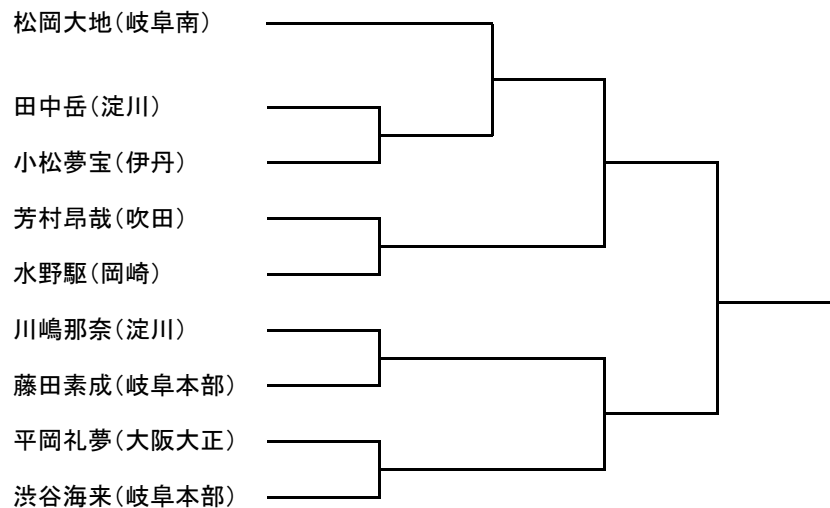 松岡大地（岐阜南）
田中岳（淀川）
小松夢宝（伊丹）
芳村昂哉（吹田）
水野駆（岡崎）
川嶋那奈（淀川）
藤田素成（岐阜本部）
平岡礼夢（大阪大正）
渋谷海来（岐阜本部）